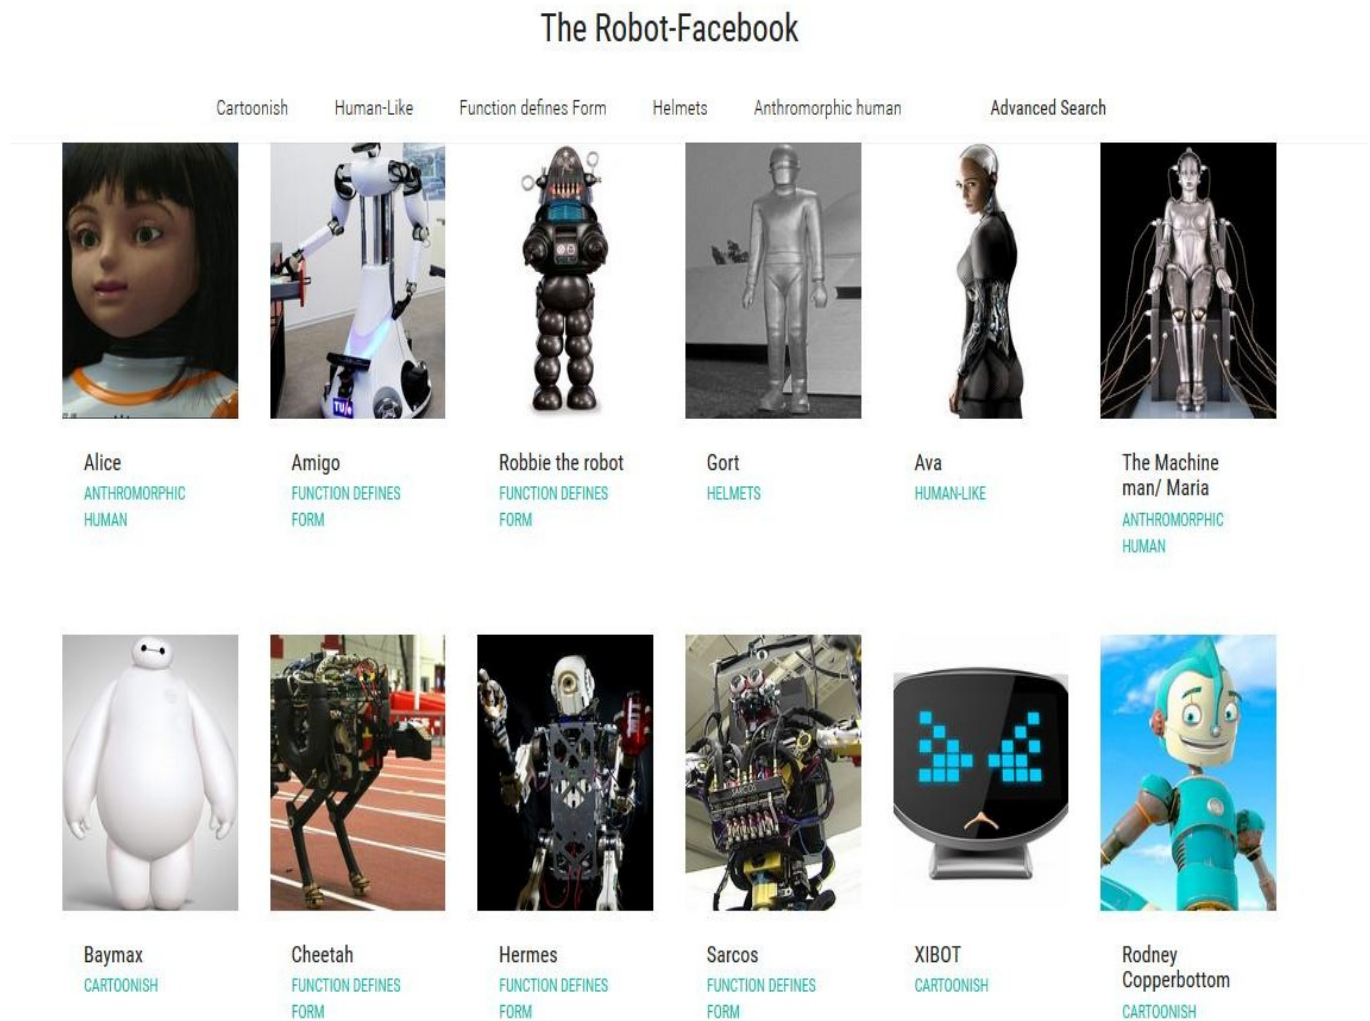 The Robot-Facebook
Cartoonish Human-Like Function defines Form Helmets Anthromorphic human Advanced Search
TU/e
Alice
ANTHROMORPHIC
HUMAN
Amigo
FUNCTION DEFINES
FORM
Robbie the robot
FUNCTION DEFINES
FORM
Gort
HELMETS
Ava
HUMAN-LIKE
The Machine
man/ Maria
ANTHROMORPHIC
HUMAN
SARCOS
Baymax
CARTOONISH
Cheetah
FUNCTION DEFINES
FORM
Hermes
FUNCTION DEFINES
FORM
Sarcos
FUNCTION DEFINES
FORM
XIBOT
CARTOONISH
Rodney
Copperbottom
CARTOONISH